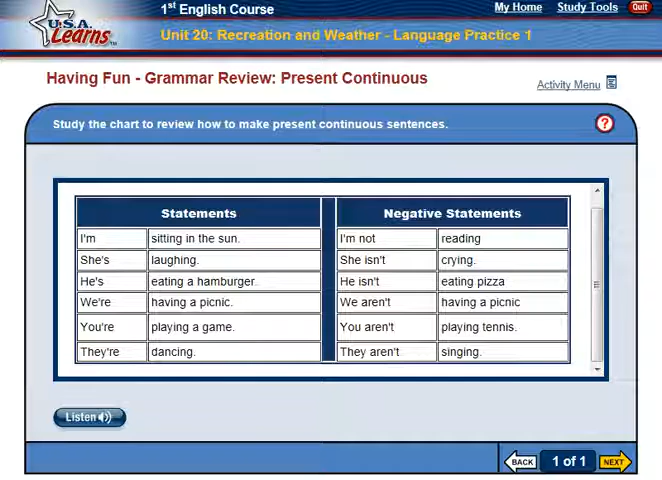 U.S.A.
Learns
TM
1st English Course
My Home Study Tools Quit
Unit 20: Recreation and Weather - Language Practice 1
Having Fun - Grammar Review: Present Continuous
Activity Menu
Study the chart to review how to make present continuous sentences.
?
Statements Negative Statements
I'm sitting in the sun. I'm not reading
She's laughing. She isn't crying.
He's eating a hamburger. He isn't eating pizza
We're having a picnic. We aren't having a picnic
You're playing a game. You aren't playing tennis.
They're dancing. They aren't singing.
Listen
BACK 1 of 1 NEXT